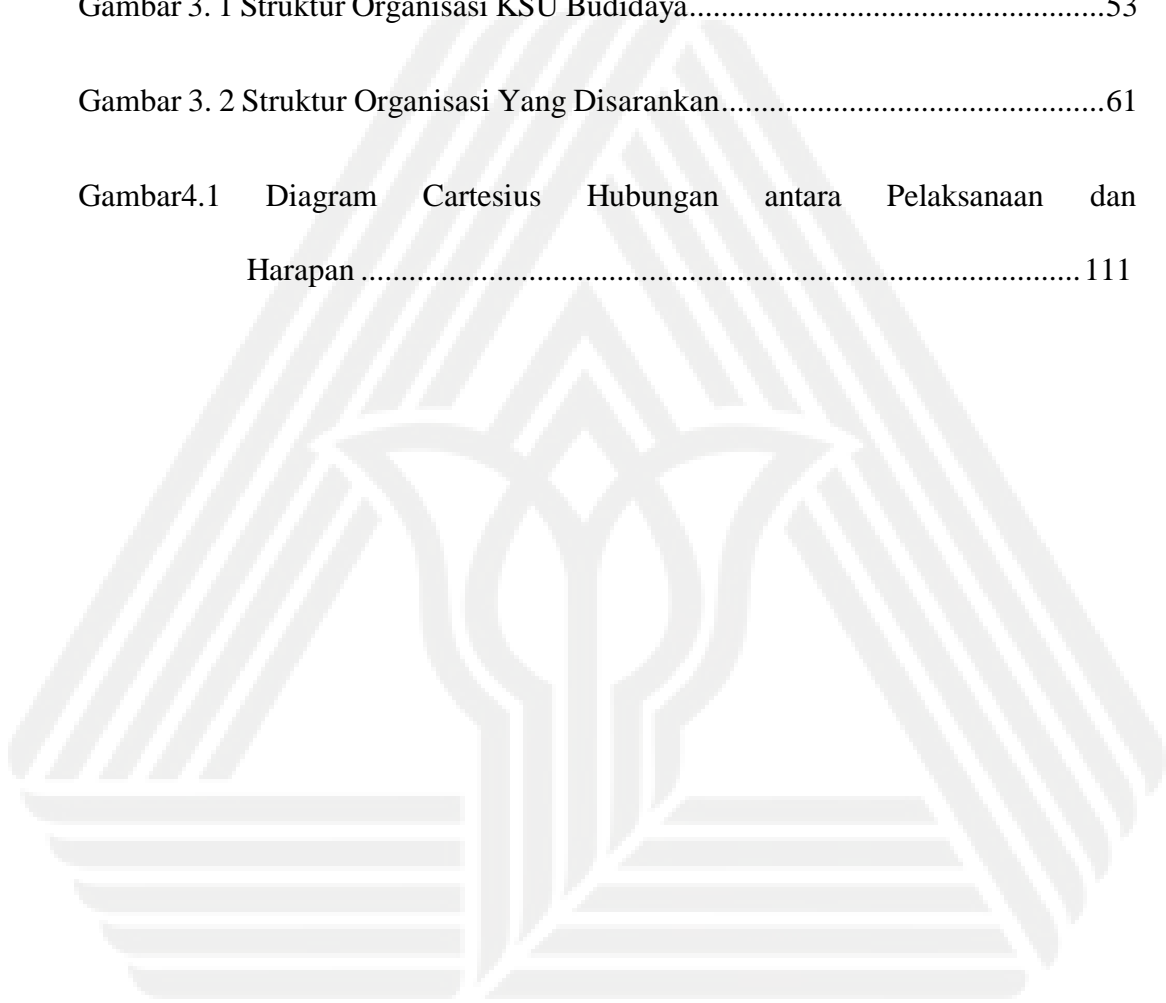 Gambar 3. 1 Struktur Organisasi KSU Budidaya....................................................53
Gambar 3. 2 Struktur Organisasi Yang Disarankan................................................61
Gambar4.1 Diagram Cartesius Hubungan antara Pelaksanaan dan
Harapan ..........................................................................................111